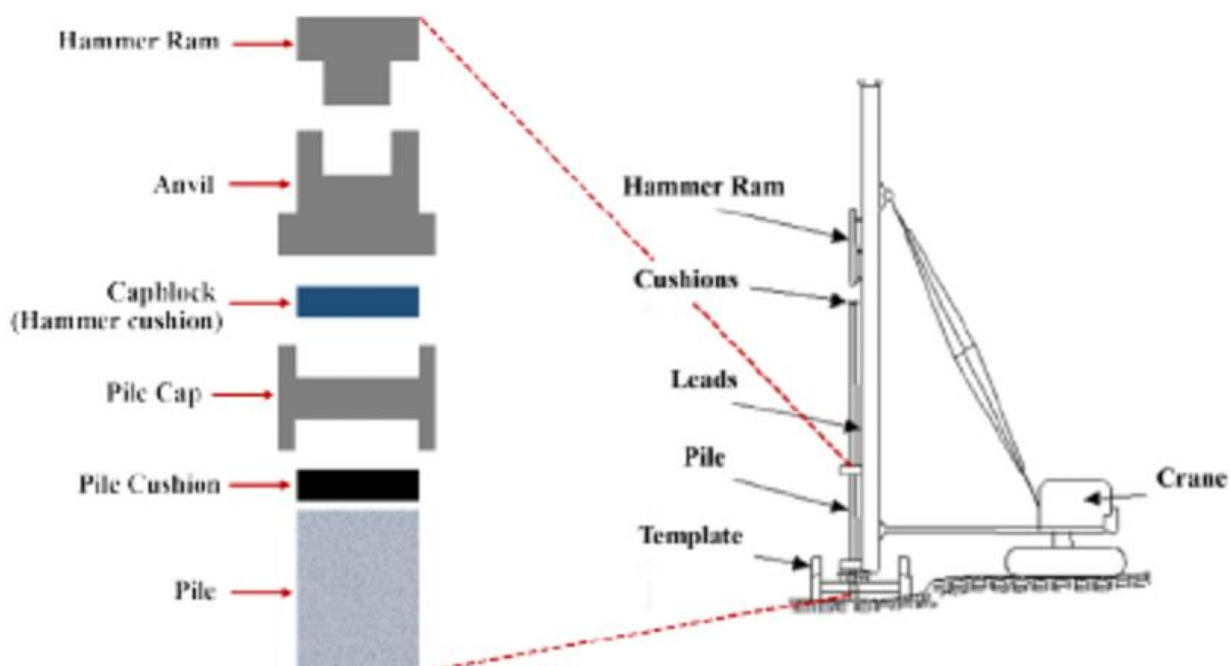 Hammer Ram
Anvil
Capblock
(Hammer cushion)
Pile Cap
Pile Cushion
Pile
Hammer Ram
Cushions
Leads
Pile
Template
Crane